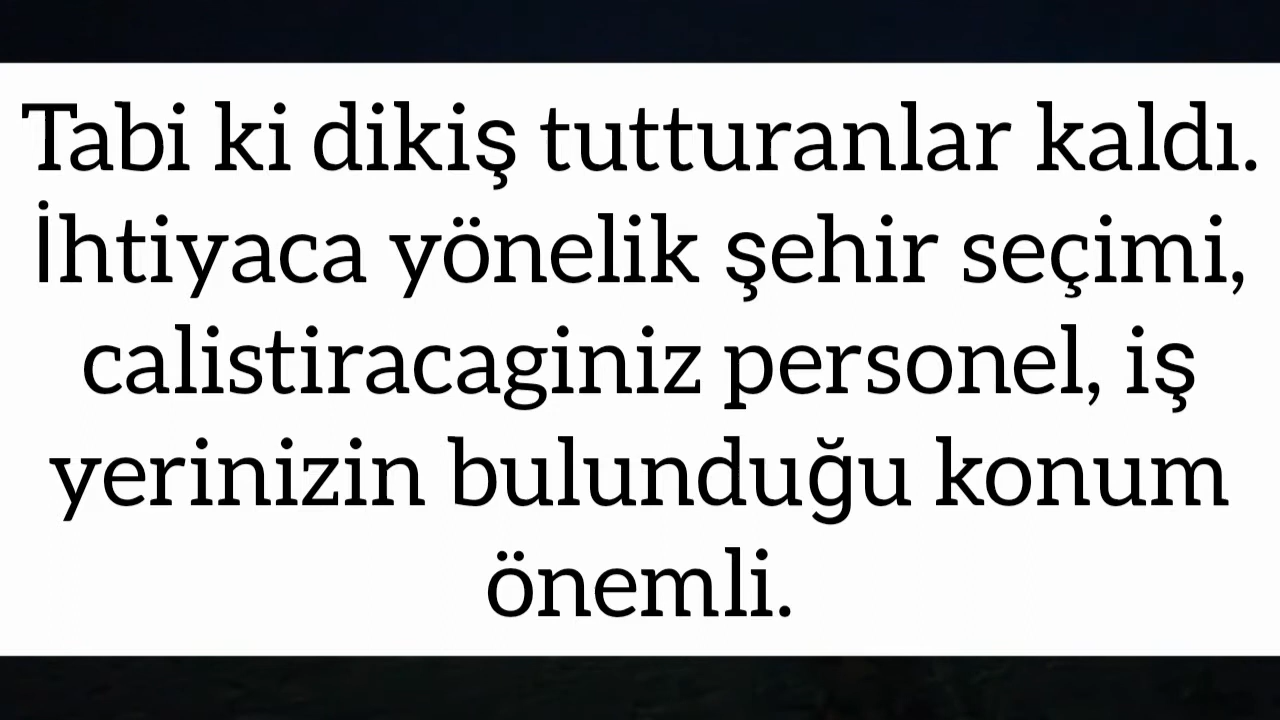 Tabi ki dikiş tutturanlar kaldı.
İhtiyaca yönelik şehir seçimi,
calistiracaginiz personel, iş
yerinizin bulunduğu konum
önemli.